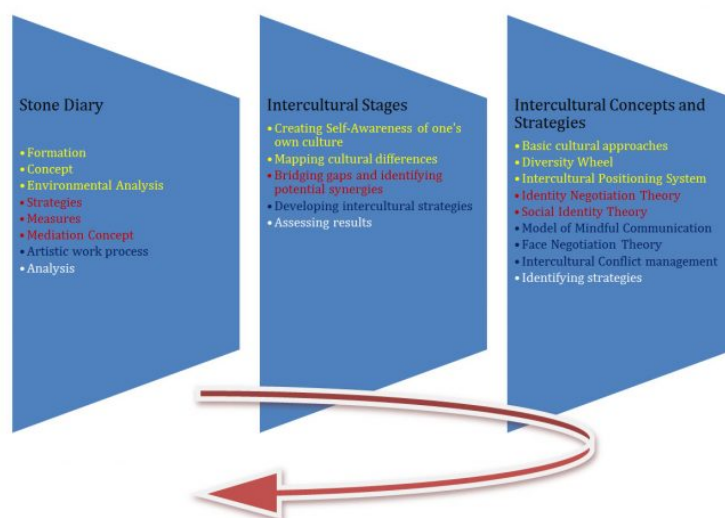 Stone Diary
• Formation
• Concept
• Environmental Analysis
• Strategies
• Measures
• Mediation Concept
• Artistic work process
• Analysis
Intercultural Stages
• Creating Self-Awareness of one's
own culture
• Mapping cultural differences
• Bridging gaps and identifying
potential synergies
• Developing intercultural strategies
• Assessing results
Intercultural Concepts and
Strategies
• Basic cultural approaches
• Diversity Wheel
• Intercultural Positioning System
• Identity Negotiation Theory
• Social Identity Theory
• Model of Mindful Communication
• Face Negotiation Theory
• Intercultural Conflict management
• Identifying strategies